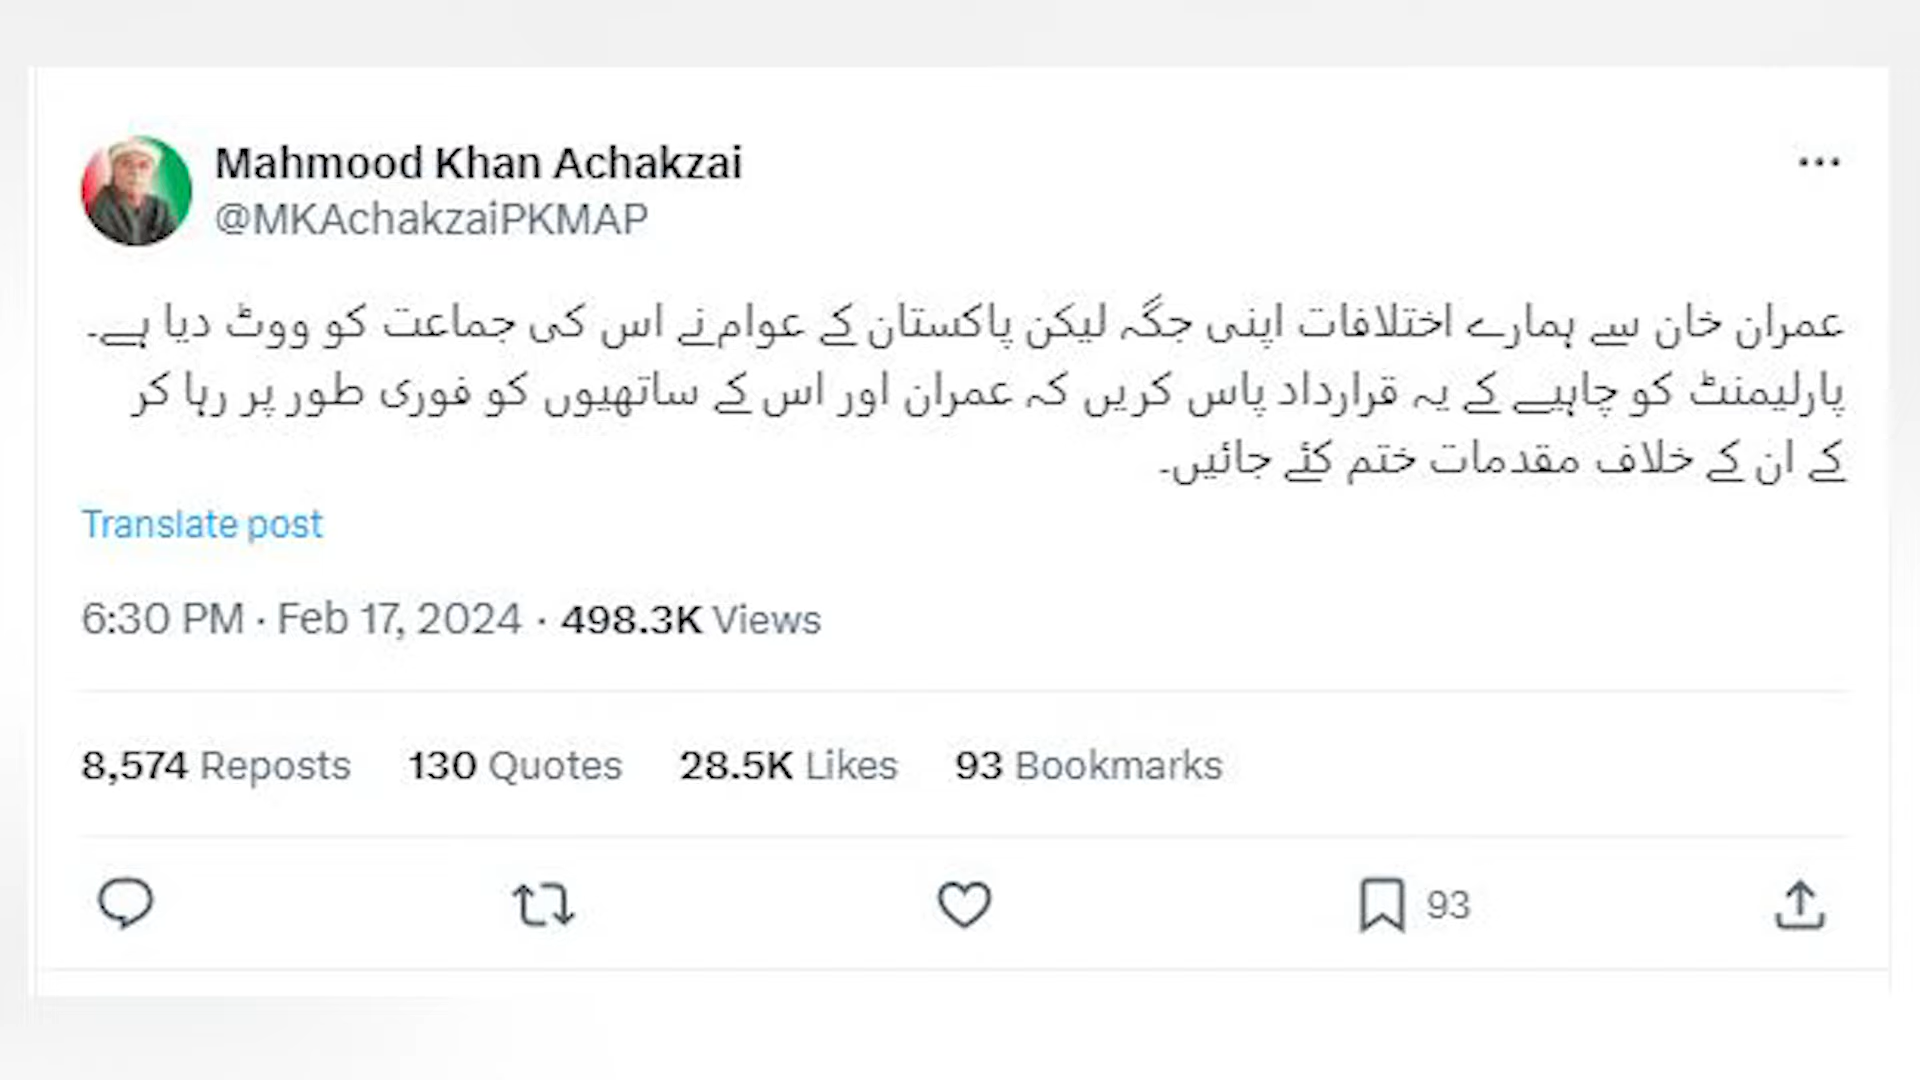 Mahmood Khan Achakzai
@MKAchakzaiPKMAP
عمران خان سے ہمارے اختلافات اپنی جگہ لیکن پاکستان کے عوام نے اس کی جماعت کو ووٹ دیا ہے۔
پارلیمنٹ کو چاہیے کے یہ قرارداد پاس کریں کہ عمران اور اس کے ساتھیوں کو فوری طور پر رہا کر
کے ان کے خلاف مقدمات ختم کئے جائیں۔
Translate post
6:30 PM · Feb 17, 2024 · 498.3K Views
8,574 Reposts 130 Quotes 28.5K Likes 93 Bookmarks
93